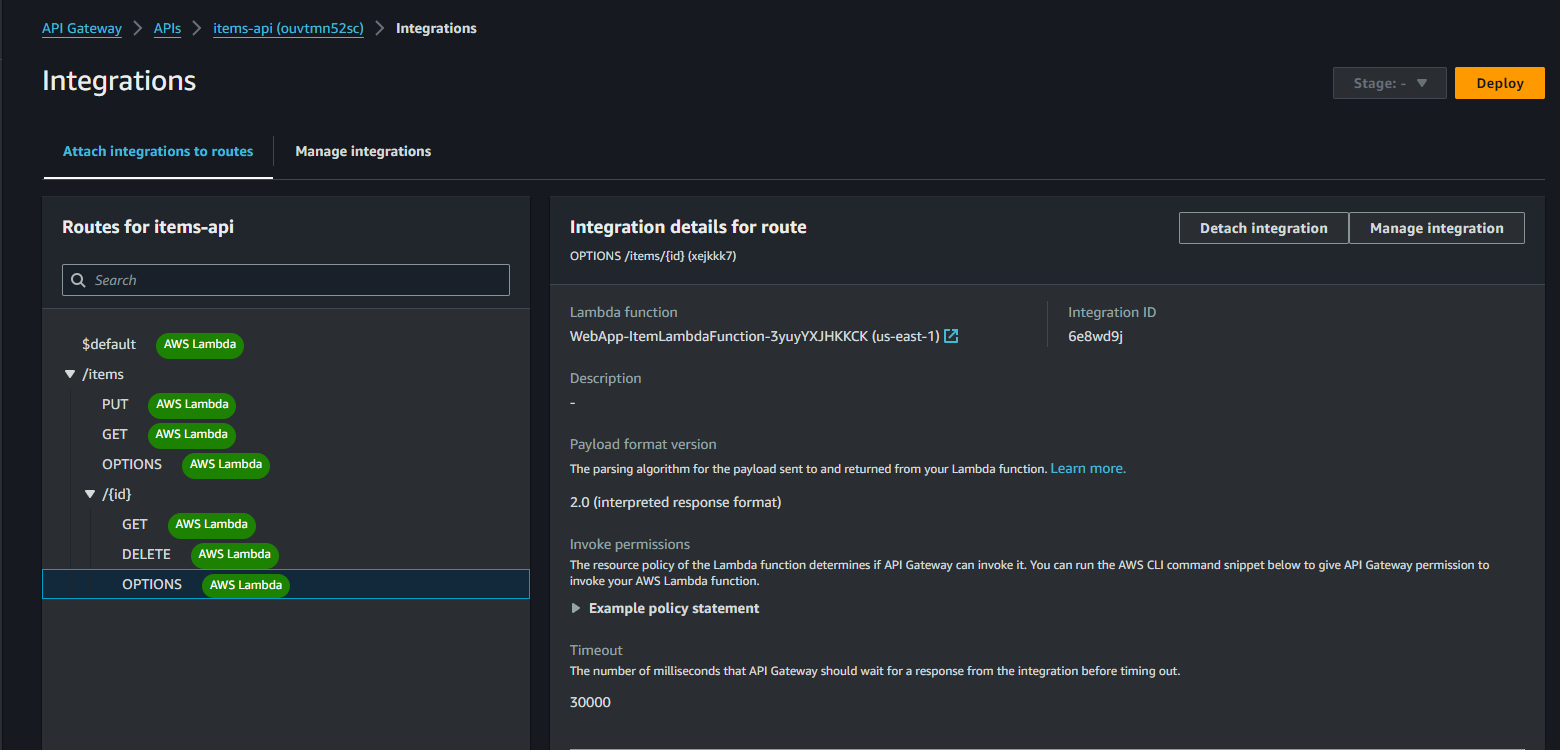 API Gateway > APIs > items-api (ouvtmn52sc) > Integrations
Integrations
Stage: -
Deploy
Attach integrations to routes
Manage integrations
Routes for items-api
Search
$default AWS Lambda
/items
PUT AWS Lambda
GET AWS Lambda
OPTIONS AWS Lambda
/{id}
GET AWS Lambda
DELETE AWS Lambda
OPTIONS AWS Lambda
Integration details for route
OPTIONS /items/{id} (xejkkk7)
Detach integration
Manage integration
Lambda function
WebApp-ItemLambdaFunction-3yuyYXJHKKCK (us-east-1)
Integration ID
6e8wd9j
Description
-
Payload format version
The parsing algorithm for the payload sent to and returned from your Lambda function. Learn more.
2.0 (interpreted response format)
Invoke permissions
The resource policy of the Lambda function determines if API Gateway can invoke it. You can run the AWS CLI command snippet below to give API Gateway permission to
invoke your AWS Lambda function.
Example policy statement
Timeout
The number of milliseconds that API Gateway should wait for a response from the integration before timing out.
30000